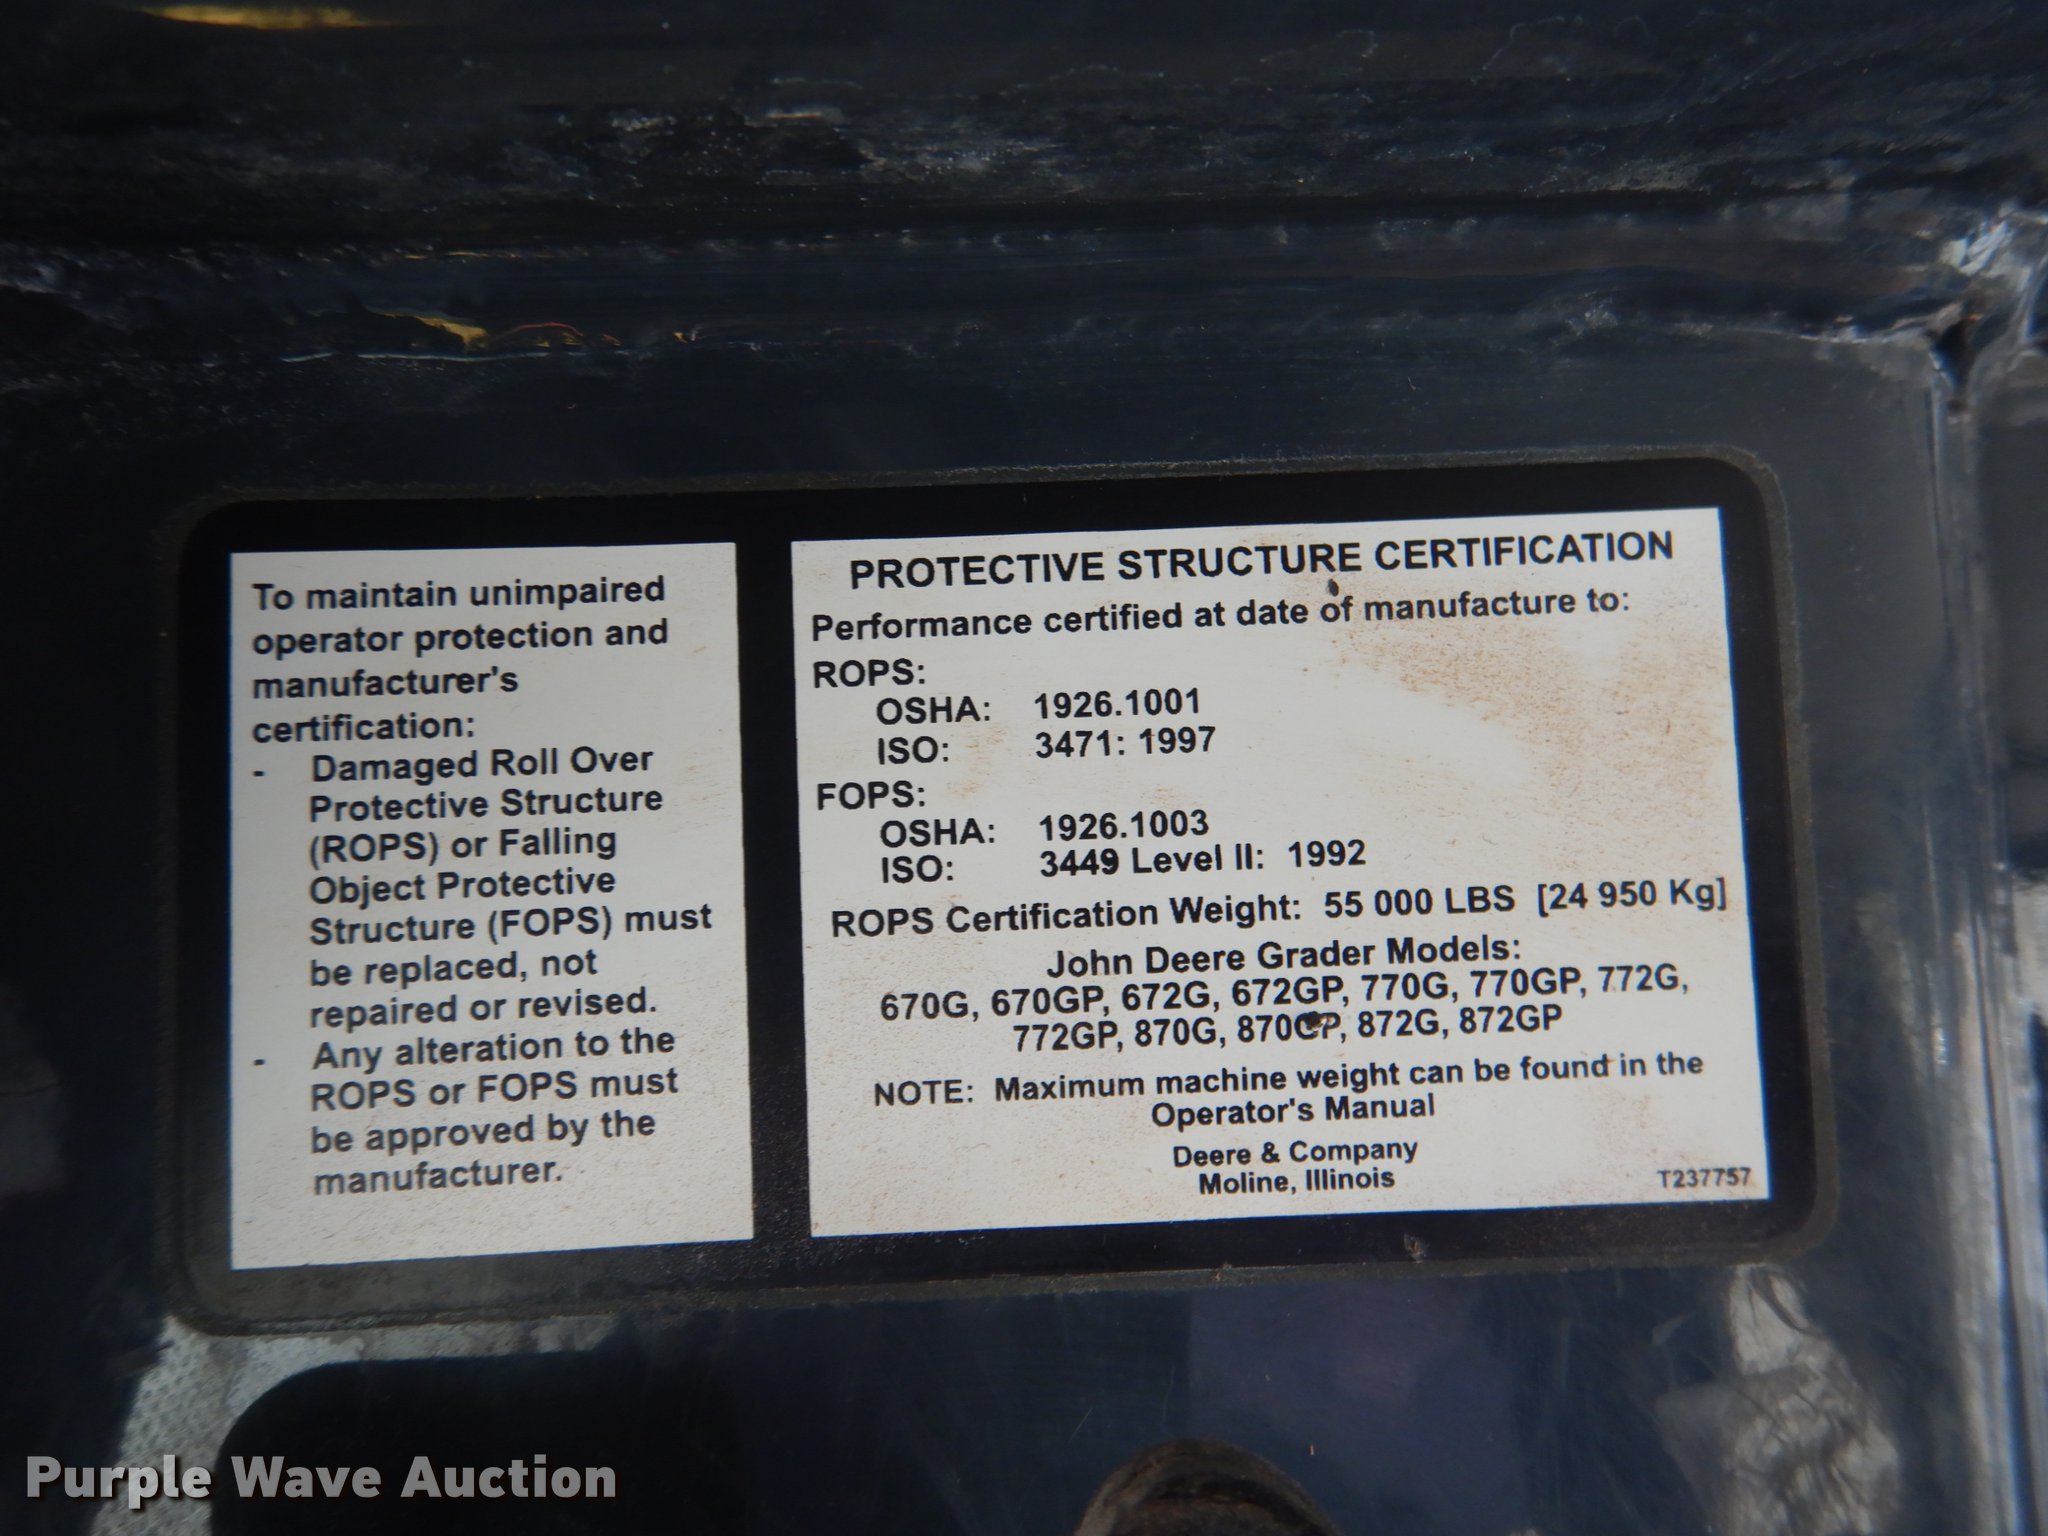 To maintain unimpaired
operator protection and
manufacturer's
certification:
- Damaged Roll Over
Protective Structure
(ROPS) or Falling
Object Protective
Structure (FOPS) must
be replaced, not
repaired or revised.
- Any alteration to the
ROPS or FOPS must
be approved by the
manufacturer.
PROTECTIVE STRUCTURE CERTIFICATION
Performance certified at date of manufacture to:
ROPS:
OSHA: 1926.1001
ISO: 3471: 1997
FOPS:
OSHA: 1926.1003
ISO: 3449 Level II: 1992
ROPS Certification Weight: 55 000 LBS [24 950 Kg]
John Deere Grader Models:
670G, 670GP, 672G, 672GP, 770G, 770GP, 772G,
772GP, 870G, 870GP, 872G, 872GP
NOTE: Maximum machine weight can be found in the
Operator's Manual
Deere & Company
Moline, Illinois
T237757
Purple Wave Auction